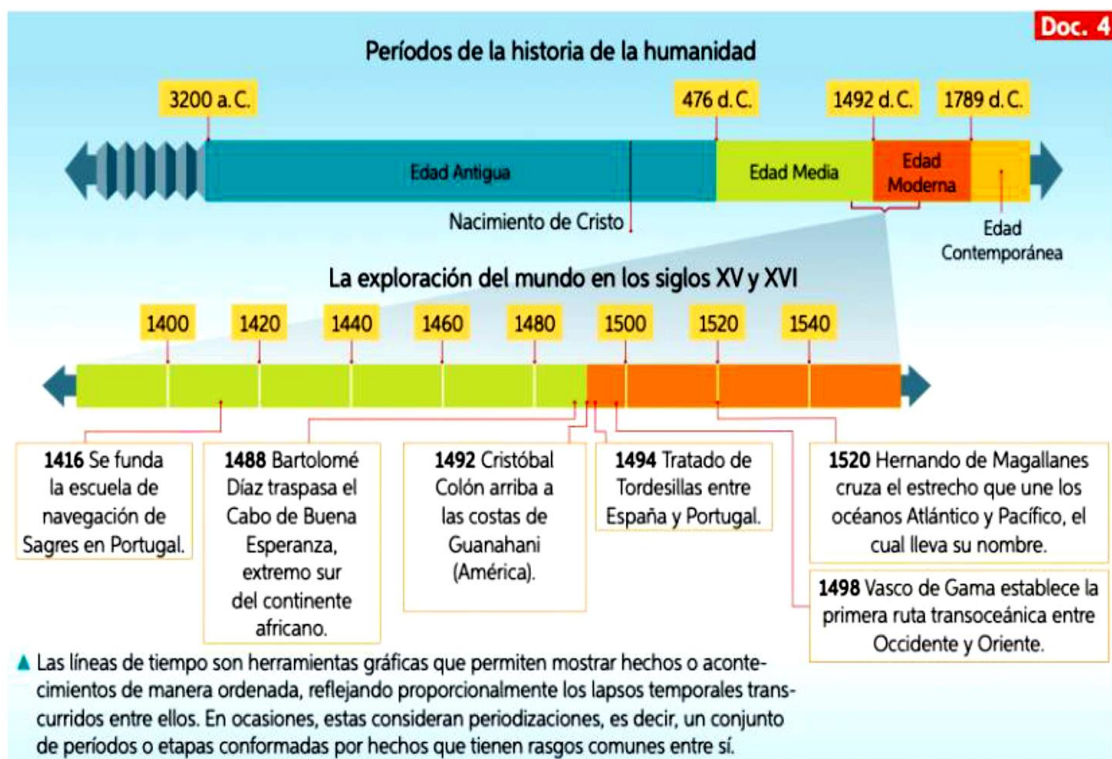 Doc. 4
Períodos de la historia de la humanidad
3200 a. C.
476 d. C.
1492 d. C.
1789 d. C.
Edad Antigua
Edad Media
Edad
Moderna
Nacimiento de Cristo
Edad
Contemporánea
La exploración del mundo en los siglos XV y XVI
1400
1420
1440
1460
1480
1500
1520
1540
1416 Se funda
la escuela de
navegación de
Sagres en Portugal.
1488 Bartolomé
Díaz traspasa el
Cabo de Buena
Esperanza,
extremo sur
del continente
africano.
1492 Cristóbal
Colón arriba a
las costas de
Guanahani
(América).
1494 Tratado de
Tordesillas entre
España y Portugal.
1520 Hernando de Magallanes
cruza el estrecho que une los
océanos Atlántico y Pacífico, el
cual lleva su nombre.
1498 Vasco de Gama establece la
primera ruta transoceánica entre
Occidente y Oriente.
Las líneas de tiempo son herramientas gráficas que permiten mostrar hechos o aconte-
cimientos de manera ordenada, reflejando proporcionalmente los lapsos temporales trans-
curridos entre ellos. En ocasiones, estas consideran periodizaciones, es decir, un conjunto
de períodos o etapas conformadas por hechos que tienen rasgos comunes entre sí.